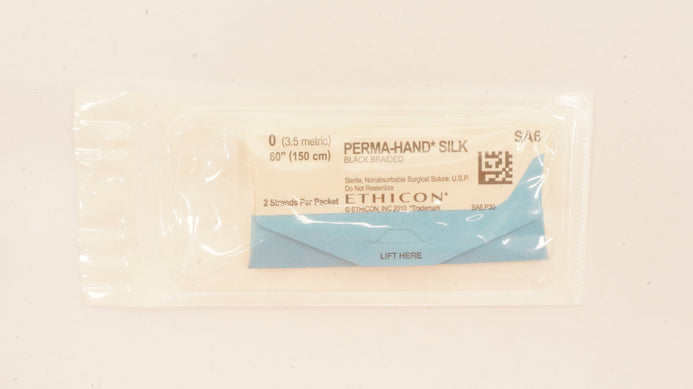 0 (3.5 metric)
60" (150 cm)
PERMA-HAND* SILK
BLACK BRAIDED
SA6
Sterile, Nonabsorbable Surgical Suture, U.S.P.
Do Not Resterilize
2 Strands Per Packet
ETHICON*
© ETHICON, INC 2010 *Trademark
SA6.P30
LIFT HERE